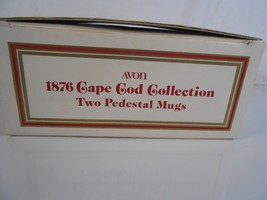 AVON
1876 Cape Cod Collection
Two Pedestal Mugs